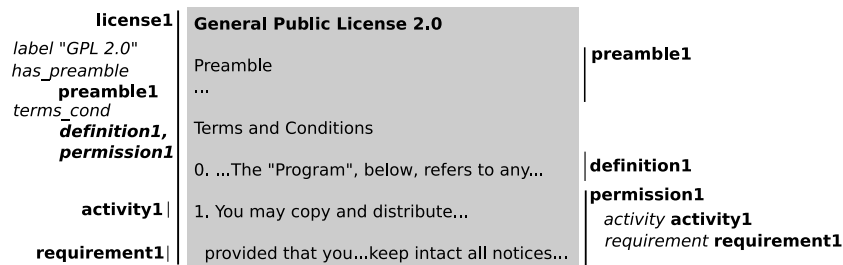 license1
label "GPL 2.0"
has_preamble
preamble1
terms_cond
definition1,
permission1
activity1
requirement1
General Public License 2.0
Preamble
...
Terms and Conditions
0. ...The "Program", below, refers to any...
1. You may copy and distribute...
provided that you...keep intact all notices...
preamble1
definition1
permission1
activity activity1
requirement requirement1